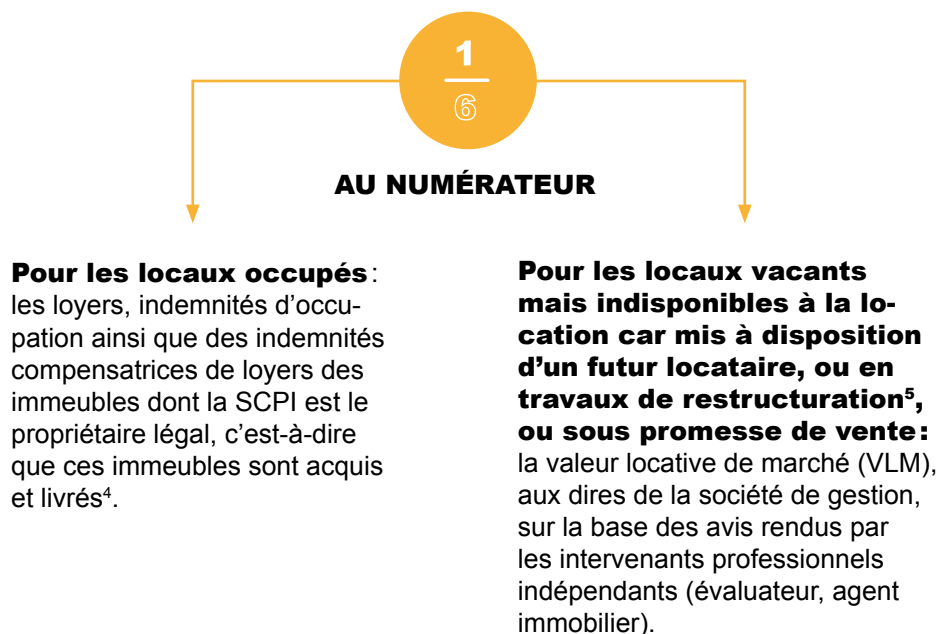 1
6
AU NUMÉRATEUR
Pour les locaux occupés :
les loyers, indemnités d’occu-
pation ainsi que des indemnités
compensatrices de loyers des
immeubles dont la SCPI est le
propriétaire légal, c’est-à-dire
que ces immeubles sont acquis
et livrés⁴.
Pour les locaux vacants
mais indisponibles à la lo-
cation car mis à disposition
d’un futur locataire, ou en
travaux de restructuration⁵,
ou sous promesse de vente :
la valeur locative de marché (VLM),
aux dires de la société de gestion,
sur la base des avis rendus par
les intervenants professionnels
indépendants (évaluateur, agent
immobilier).